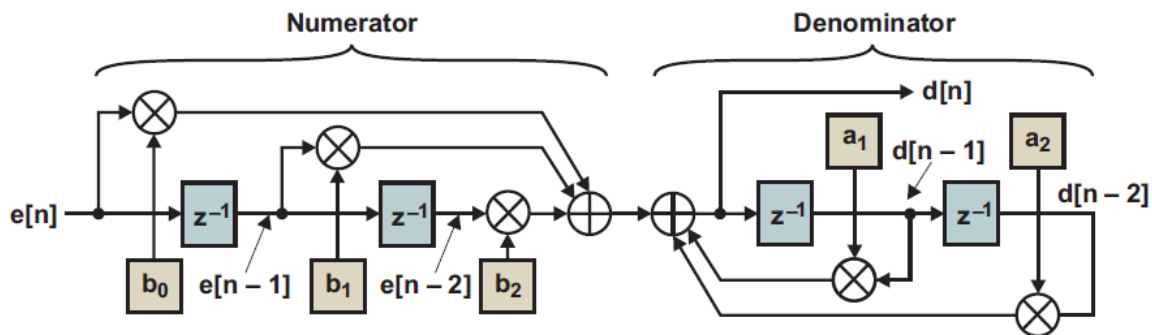 Numerator
Denominator
d[n]
a₁
d[n – 1]
a₂
e[n]
z⁻¹
z⁻¹
z⁻¹
z⁻¹
d[n – 2]
b₀
e[n – 1]
b₁
e[n – 2]
b₂